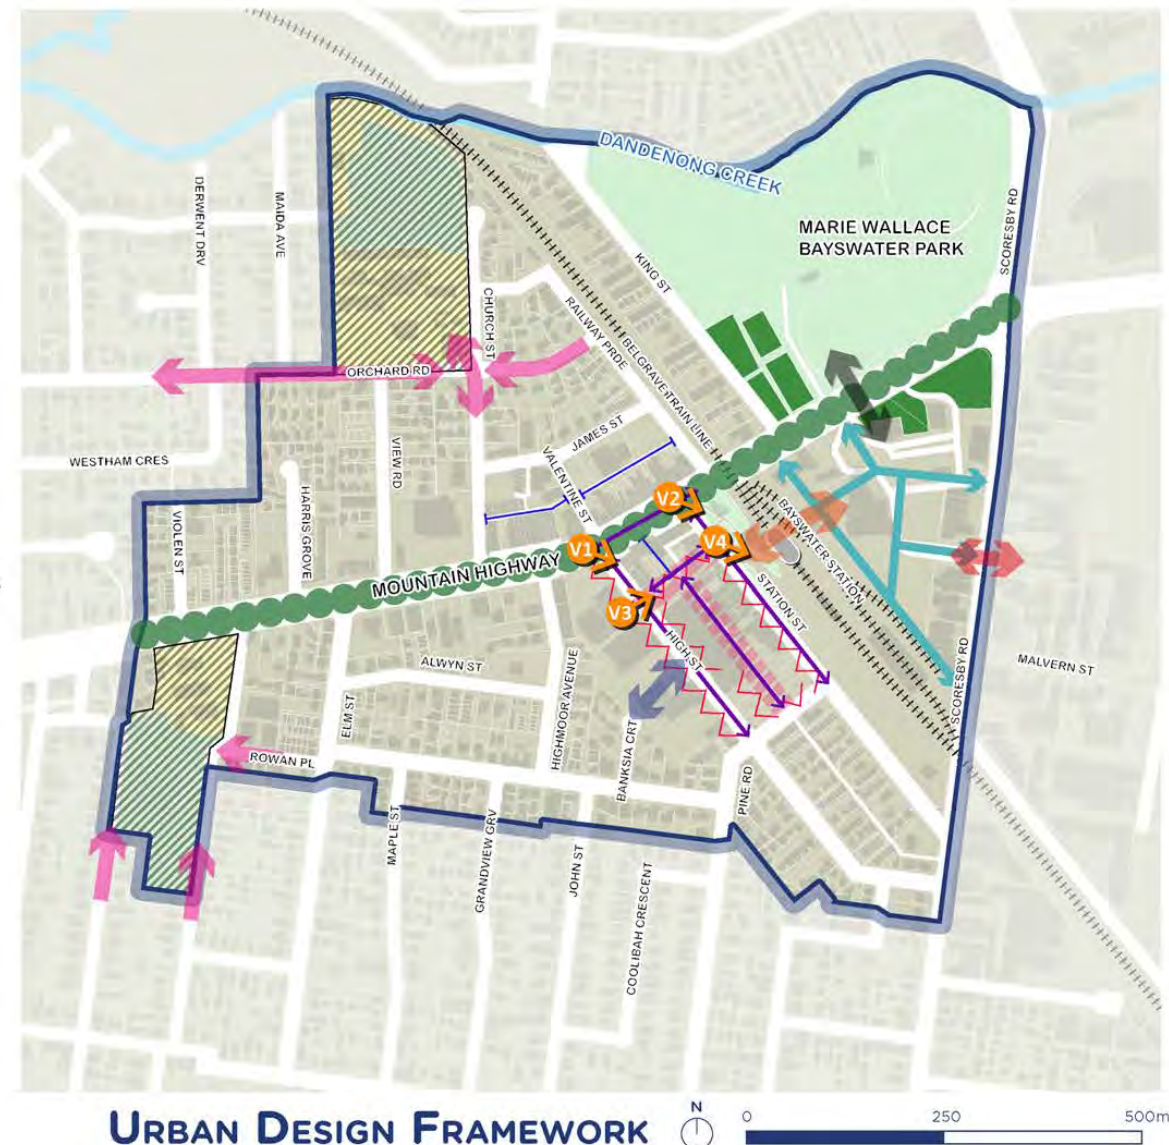 DANDENONG CREEK
MARIE WALLACE
BAYSWATER PARK
SCORESBY RD
DERWENT DRV
MAIDA AVE
KING ST
CHURCH ST
RAILWAY PRDE
BELGRAVE TRAIN LINE
ORCHARD RD
JAMES ST
VALENTINE ST
VIEW RD
WESTHAM CRES
HARRIS GROVE
VIOLEN ST
V2
V1
V4
V3
BAYSWATER STATION
MOUNTAIN HIGHWAY
STATION ST
HIGH ST
ALWYN ST
HIGHMOOR AVENUE
ELM ST
BANKSIA CRT
SCORESBY RD
MALVERN ST
ROWAN PL
PINE RD
MAPLE ST
GRANDVIEW GRV
JOHN ST
COOLIBAH CRESCENT
URBAN DESIGN FRAMEWORK
N
0 250 500m